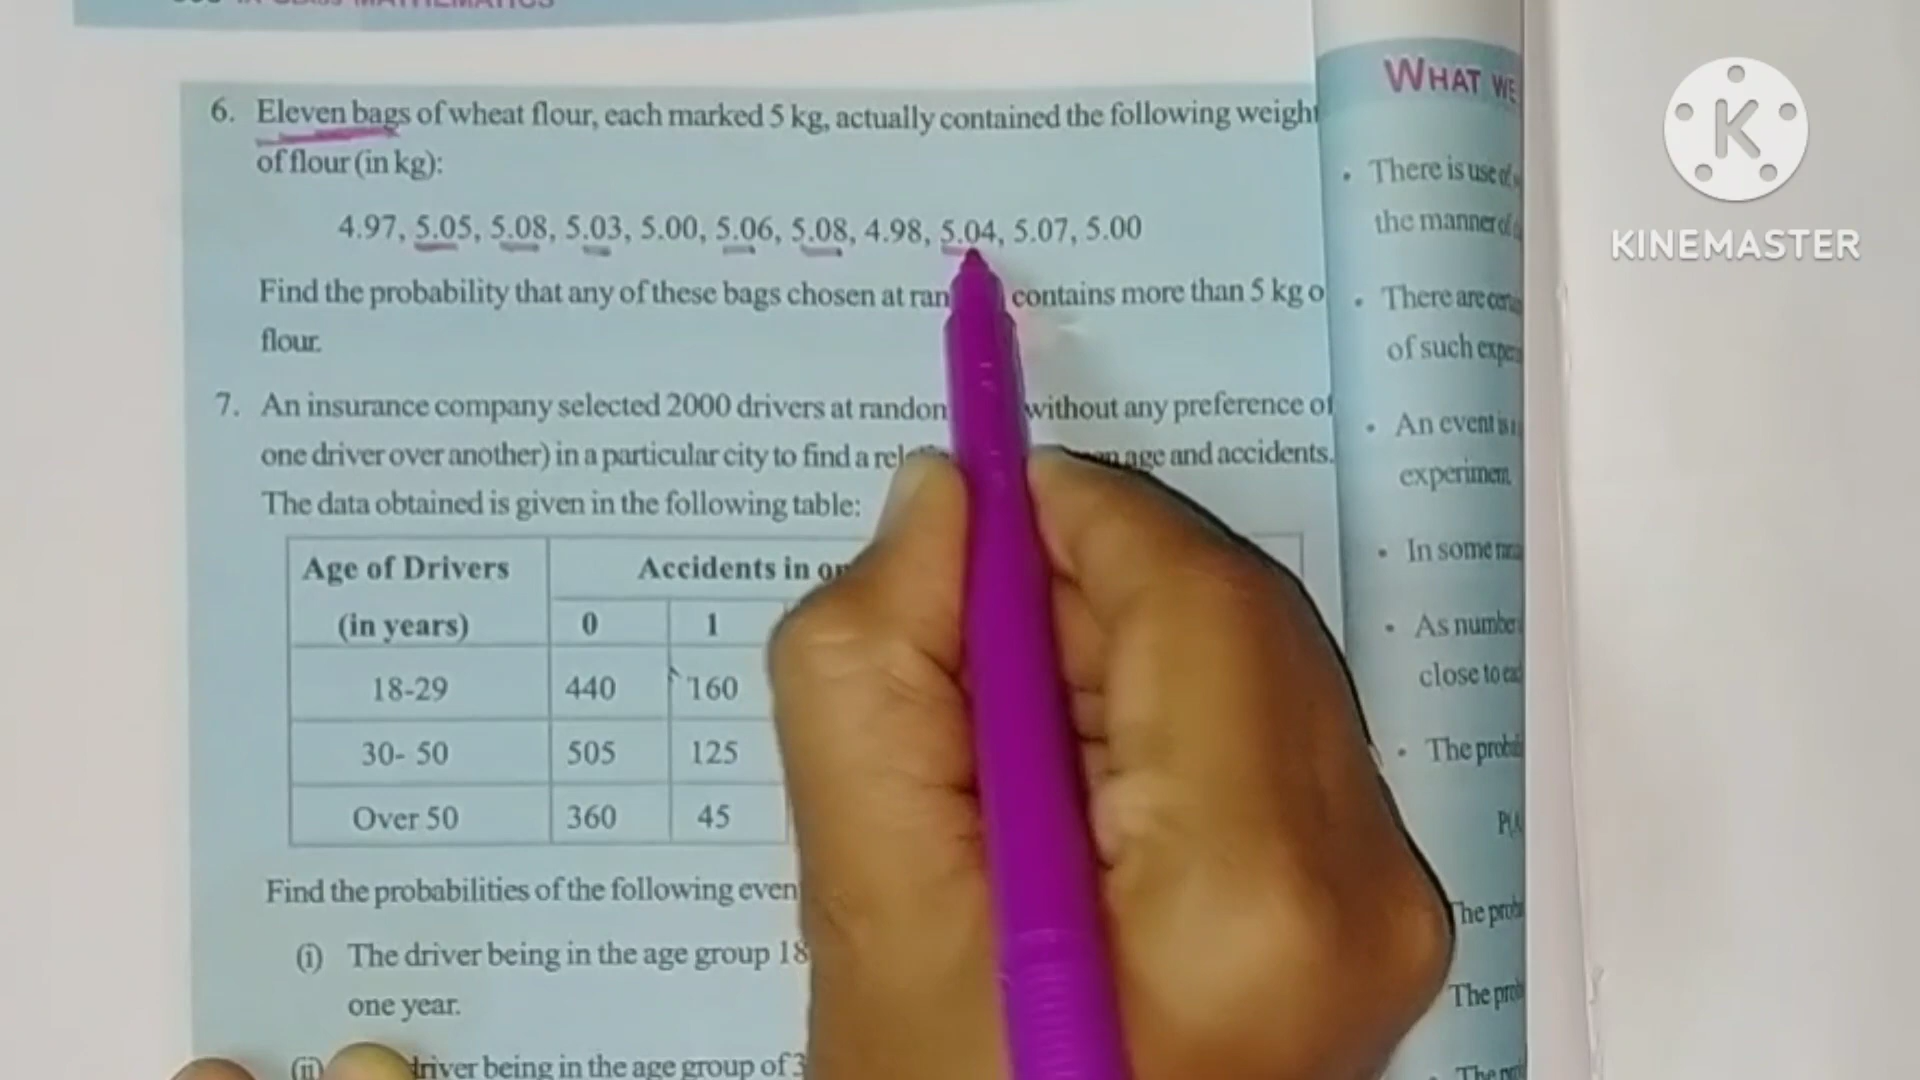 IX-CLASS MATHEMATICS
6. Eleven bags of wheat flour, each marked 5 kg, actually contained the following weight
of flour (in kg):
4.97, 5.05, 5.08, 5.03, 5.00, 5.06, 5.08, 4.98, 5.04, 5.07, 5.00
Find the probability that any of these bags chosen at ran contains more than 5 kg o
flour.
7. An insurance company selected 2000 drivers at random without any preference of
one driver over another) in a particular city to find a age and accidents.
The data obtained is given in the following table:
Age of Drivers
(in years)
Accidents in
0 1
18-29 440 160
30- 50 505 125
Over 50 360 45
Find the probabilities of the following even
(i) The driver being in the age group 18
one year.
(ii) driver being in the age group of 3
WHAT WE
• There is use of
the manner of
• There are
of such
• An event is
experiment.
• In some
• As number
close to
• The
P(A
The
The
• The
K
KINEMASTER